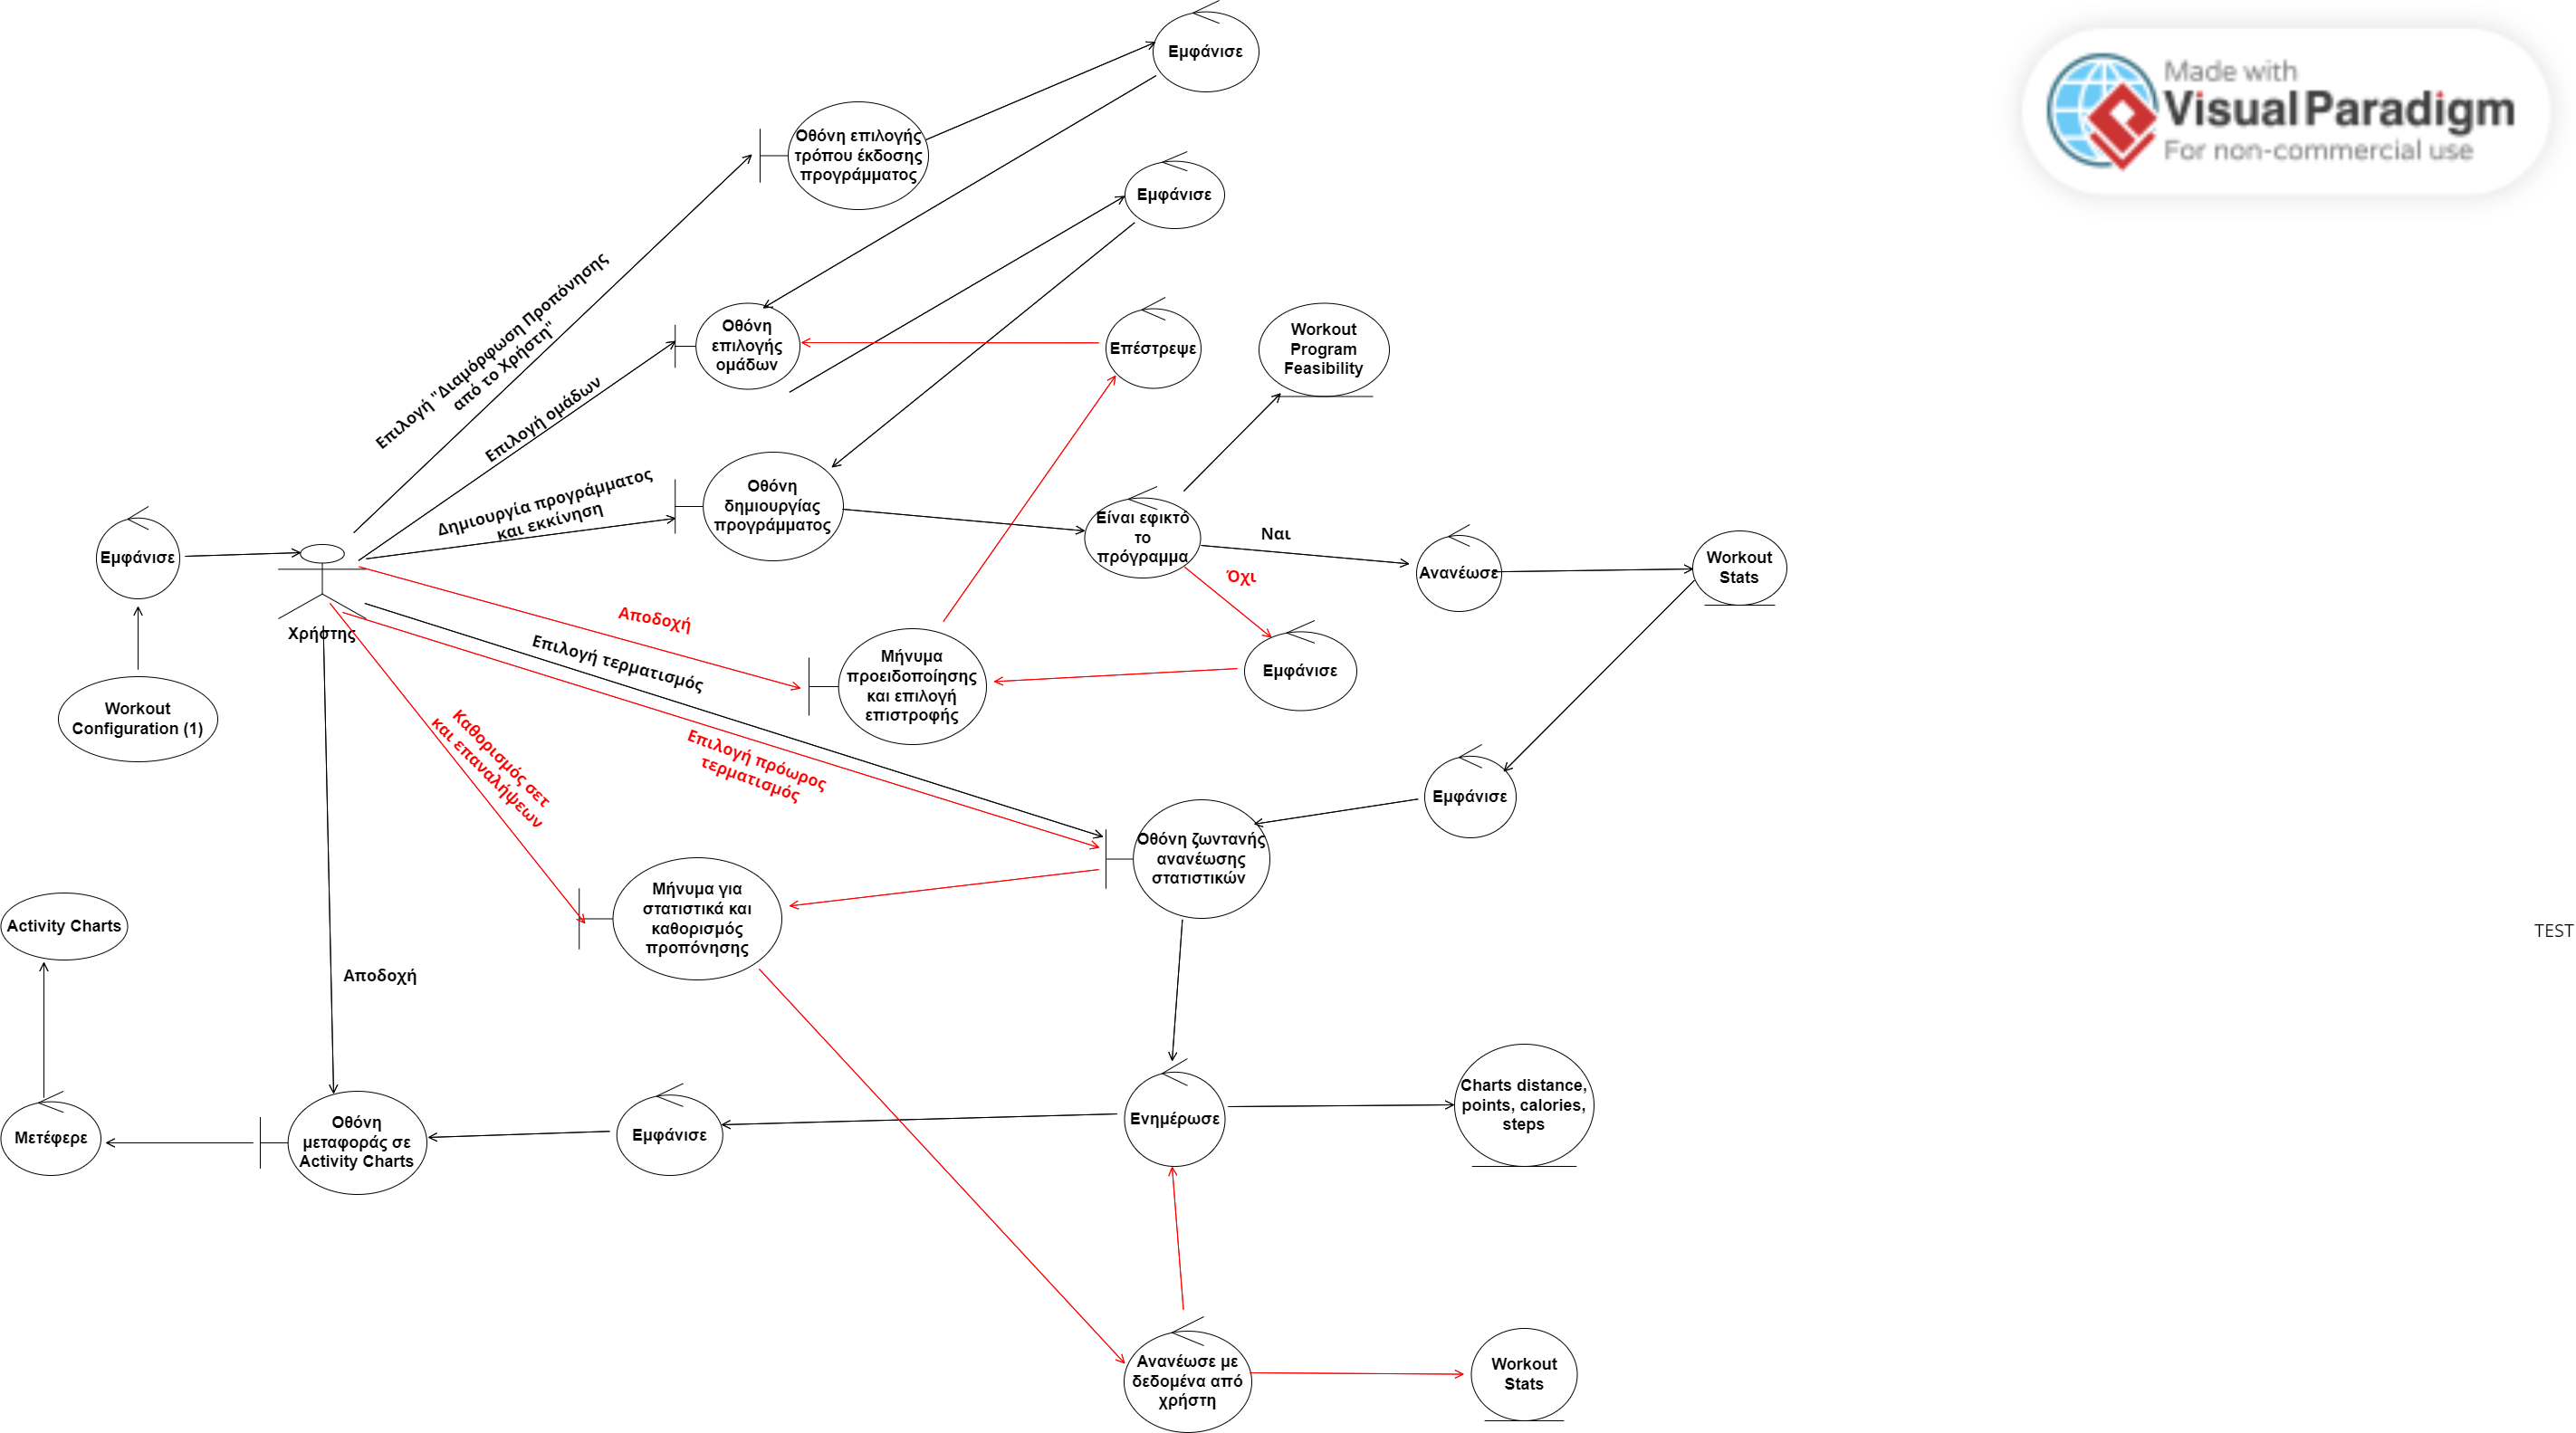 Εμφάνισε
Made with
Visual Paradigm
For non-commercial use
Οθόνη επιλογής
τρόπου έκδοσης
προγράμματος
Εμφάνισε
Επιλογή "Διαμόρφωση Προπόνησης
από το Χρήστη"
Οθόνη
επιλογής
ομάδων
Επέστρεψε
Workout
Program
Feasibility
Επιλογή ομάδων
Δημιουργία προγράμματος
και εκκίνηση
Οθόνη
δημιουργίας
προγράμματος
Είναι εφικτό
το
πρόγραμμα
Ναι
Όχι
Ανανέωσε
Workout
Stats
Εμφάνισε
Χρήστης
Αποδοχή
Επιλογή τερματισμός
Μήνυμα
προειδοποίησης
και επιλογή
επιστροφής
Εμφάνισε
Workout
Configuration (1)
Καθορισμός σετ
και επαναλήψεων
Επιλογή πρόωρος
τερματισμός
Εμφάνισε
Οθόνη ζωντανής
ανανέωσης
στατιστικών
Μήνυμα για
στατιστικά και
καθορισμός
προπόνησης
Activity Charts
TEST
Αποδοχή
Μετέφερε
Οθόνη
μεταφοράς σε
Activity Charts
Εμφάνισε
Ενημέρωσε
Charts distance,
points, calories,
steps
Ανανέωσε με
δεδομένα από
χρήστη
Workout
Stats